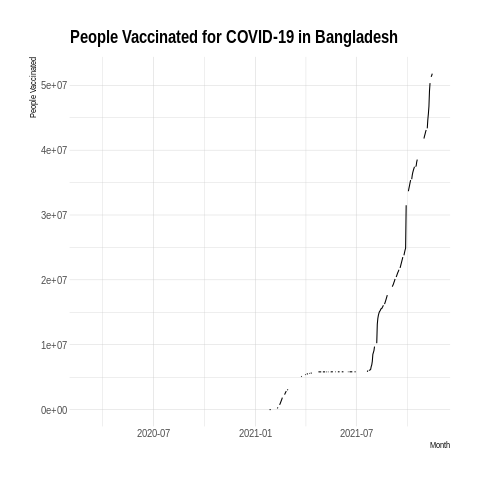 People Vaccinated for COVID-19 in Bangladesh
People Vaccinated
5e+07
4e+07
3e+07
2e+07
1e+07
0e+00
2020-07
2021-01
2021-07
Month